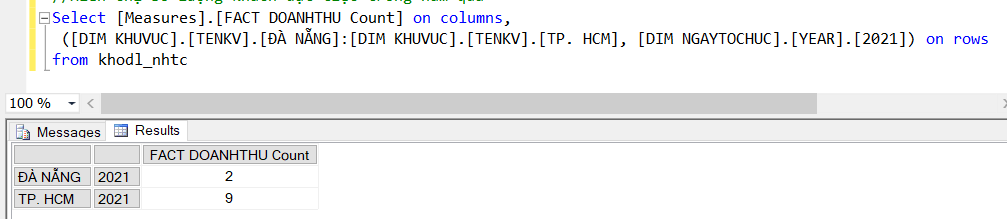 Select [Measures].[FACT DOANHTHU Count] on columns,
([DIM KHUVUC].[TENKV].[ĐÀ NẴNG]:[DIM KHUVUC].[TENKV].[TP. HCM], [DIM NGAYTOCHUC].[YEAR].[2021]) on rows
from khodl_nhtc
100 %
Messages Results
FACT DOANHTHU Count
ĐÀ NẴNG 2021 2
TP. HCM 2021 9